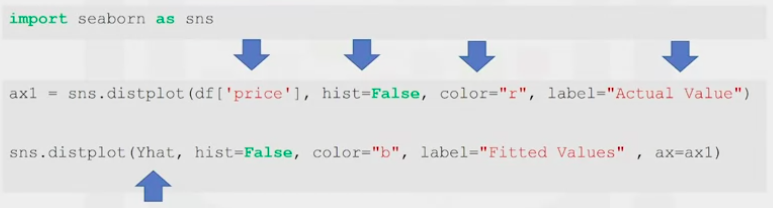 import seaborn as sns
ax1 = sns.distplot(df['price'], hist=False, color="r", label="Actual Value")
sns.distplot(Yhat, hist=False, color="b", label="Fitted Values" , ax=ax1)